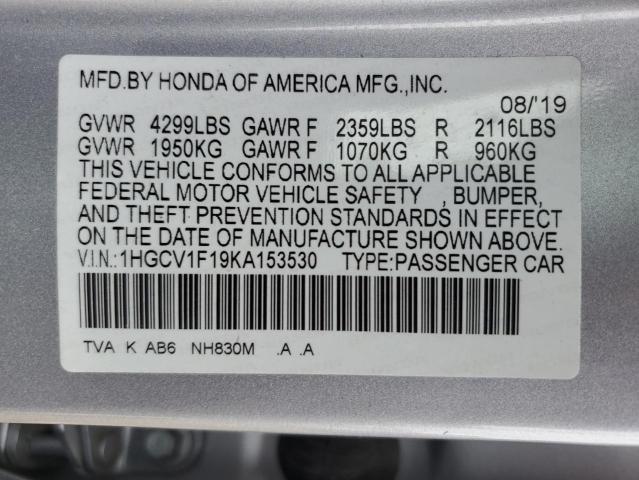 MFD.BY HONDA OF AMERICA MFG.,INC.
08/'19
GVWR 4299LBS GAWR F 2359LBS R 2116LBS
GVWR 1950KG GAWR F 1070KG R 960KG
THIS VEHICLE CONFORMS TO ALL APPLICABLE
FEDERAL MOTOR VEHICLE SAFETY , BUMPER,
AND THEFT PREVENTION STANDARDS IN EFFECT
ON THE DATE OF MANUFACTURE SHOWN ABOVE.
V.I.N.:1HGCV1F19KA153530 TYPE:PASSENGER CAR
TVA K AB6 NH830M .A .A